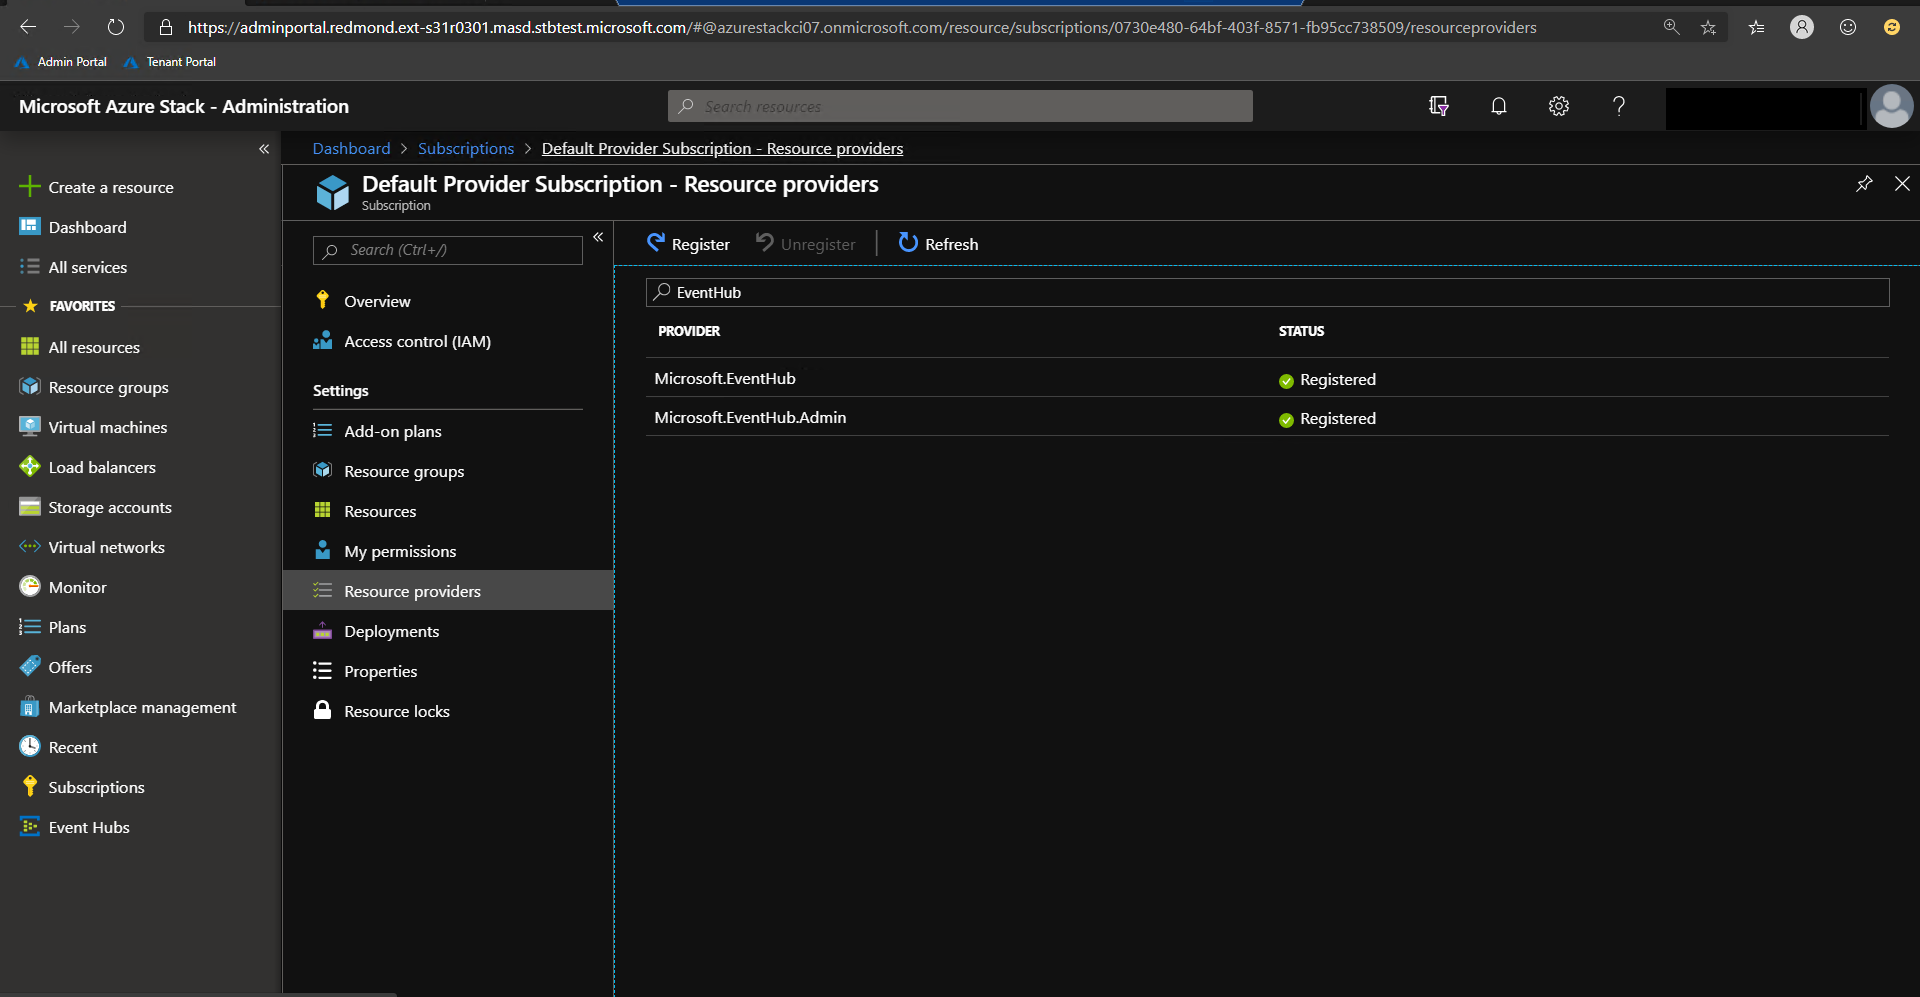 https://adminportal.redmond.ext-s31r0301.masd.stbtest.microsoft.com/#@azurestackci07.onmicrosoft.com/resource/subscriptions/0730e480-64bf-403f-8571-fb95cc738509/resourceproviders
Admin Portal
Tenant Portal
Microsoft Azure Stack - Administration
Search resources
Create a resource
Dashboard
All services
FAVORITES
All resources
Resource groups
Virtual machines
Load balancers
Storage accounts
Virtual networks
Monitor
Plans
Offers
Marketplace management
Recent
Subscriptions
Event Hubs
Dashboard > Subscriptions > Default Provider Subscription - Resource providers
Default Provider Subscription - Resource providers
Subscription
Search (Ctrl+/)
Overview
Access control (IAM)
Settings
Add-on plans
Resource groups
Resources
My permissions
Resource providers
Deployments
Properties
Resource locks
Register
Unregister
Refresh
EventHub
PROVIDER STATUS
Microsoft.EventHub Registered
Microsoft.EventHub.Admin Registered